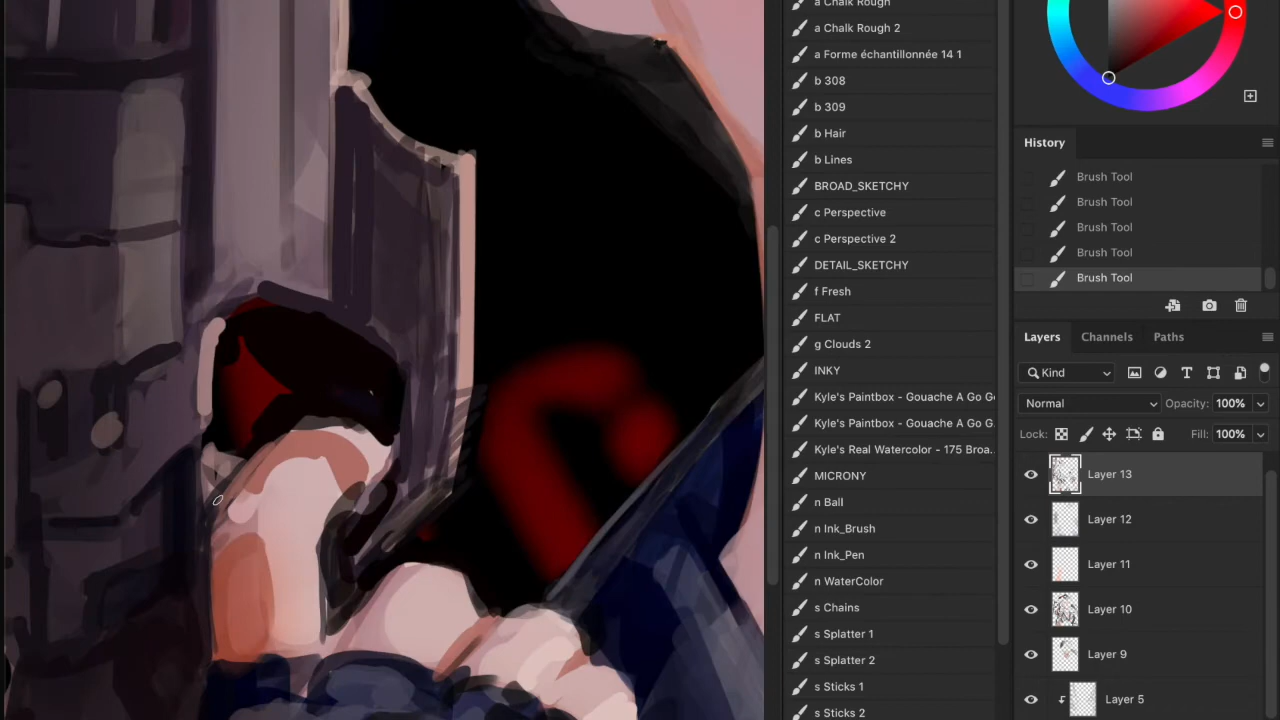 a Chalk Rough
a Chalk Rough 2
a Forme échantillonnée 14 1
b 308
b 309
b Hair
b Lines
BROAD_SKETCHY
c Perspective
c Perspective 2
DETAIL_SKETCHY
f Fresh
FLAT
g Clouds 2
INKY
Kyle's Paintbox - Gouache A Go G
Kyle's Paintbox - Gouache A Go G.
Kyle's Real Watercolor - 175 Broa...
MICRONY
n Ball
n Ink_Brush
n Ink_Pen
n WaterColor
s Chains
s Splatter 1
s Splatter 2
s Sticks 1
s Sticks 2
History
Brush Tool
Brush Tool
Brush Tool
Brush Tool
Brush Tool
Layers Channels Paths
Kind
Normal Opacity: 100%
Lock: Fill: 100%
Layer 13
Layer 12
Layer 11
Layer 10
Layer 9
Layer 5